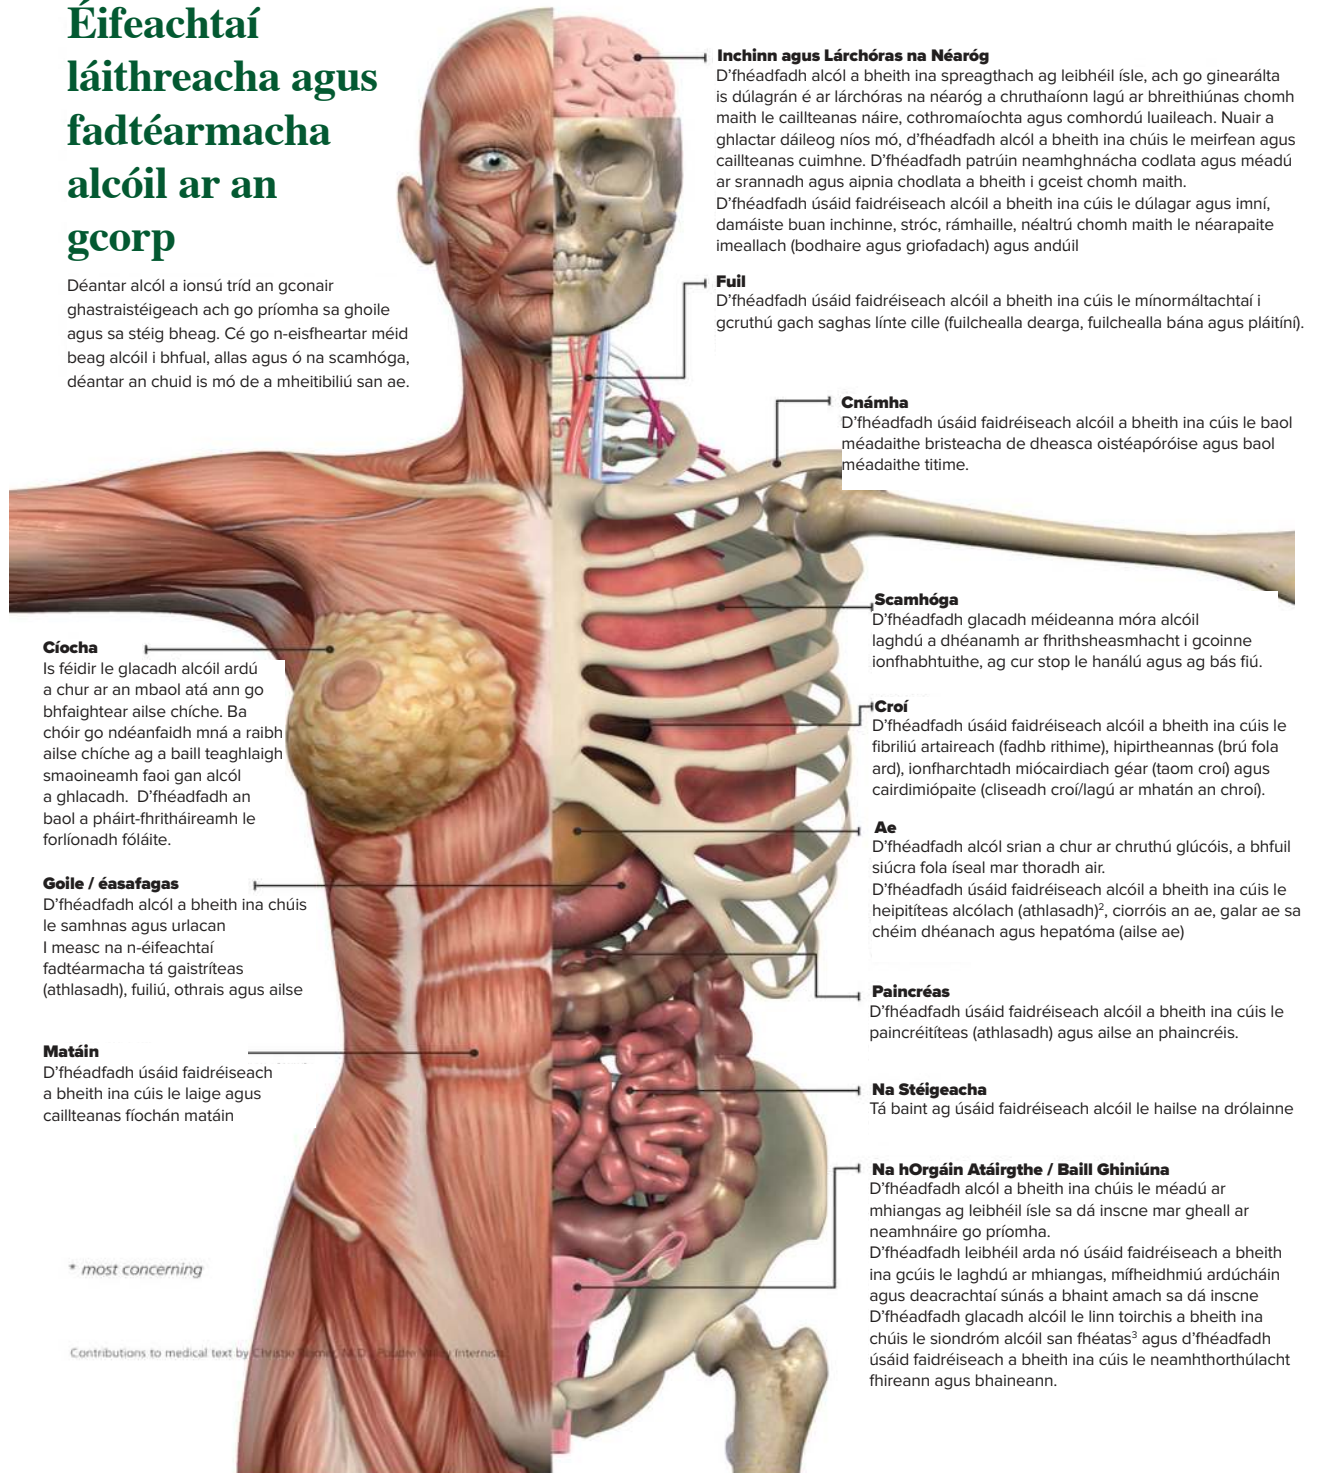 Éifeachtaí
láithreacha agus
fadtéarmacha
alcóil ar an
gcorp
Déantar alcól a ionsú tríd an gconair
ghastraistéigeach ach go príomha sa ghoile
agus sa stéig bheag. Cé go n-eisfheartar méid
beag alcóil i bhfual, allas agus ó na scamhóga,
déantar an chuid is mó de a mheitibiliú san ae.
Inchinn agus Lárchóras na Néaróg
D'fhéadfadh alcól a bheith ina spreagthach ag leibhéil ísle, ach go ginearálta
is dúlagrán é ar lárchóras na néaróg a chruthaíonn lagú ar bhreithiúnas chomh
maith le caillteanas náire, cothromaíochta agus comhordú luaileach. Nuair a
ghlactar dáileog níos mó, d'fhéadfadh alcól a bheith ina chúis le meirfean agus
caillteanas cuimhne. D'fhéadfadh patrúin neamhghnácha codlata agus méadú
ar srannadh agus aipnia chodlata a bheith i gceist chomh maith.
D'fhéadfadh úsáid faidréiseach alcóil a bheith ina cúis le dúlagar agus imní,
damáiste buan inchinne, stróc, rámhaille, néaltrú chomh maith le néarapaite
imeallach (bodhaire agus griofadach) agus andúil
Fuil
D'fhéadfadh úsáid faidréiseach alcóil a bheith ina cúis le mínormáltachtaí i
gcruthú gach saghas línte cille (fuilchealla dearga, fuilchealla bána agus pláitíní).
Cnámha
D'fhéadfadh úsáid faidréiseach alcóil a bheith ina cúis le baol
méadaithe bristeacha de dheasca oistéapóróise agus baol
méadaithe titime.
Scamhóga
D'fhéadfadh glacadh méideanna móra alcóil
laghdú a dhéanamh ar fhrithsheasmhacht i gcoinne
ionfhabhtuithe, ag cur stop le hanálú agus ag bás fiú.
Croí
D'fhéadfadh úsáid faidréiseach alcóil a bheith ina cúis le
fibriliú artaireach (fadhb rithime), hipirtheannas (brú fola
ard), ionfharchtadh miócairdiach géar (taom croí) agus
cairdimiópaite (cliseadh croí/lagú ar mhatán an chroí).
Ae
D'fhéadfadh alcól srian a chur ar chruthú glúcóis, a bhfuil
siúcra fola íseal mar thoradh air.
D'fhéadfadh úsáid faidréiseach alcóil a bheith ina cúis le
heipitíteas alcólach (athlasadh)², ciorróis an ae, galar ae sa
chéim dhéanach agus hepatóma (ailse ae)
Paincréas
D'fhéadfadh úsáid faidréiseach alcóil a bheith ina cúis le
paincréitíteas (athlasadh) agus ailse an phaincréis.
Na Stéigeacha
Tá baint ag úsáid faidréiseach alcóil le hailse na drólainne
Na hOrgáin Atáirgthe / Baill Ghiniúna
D'fhéadfadh alcól a bheith ina chúis le méadú ar
mhiangas ag leibhéil ísle sa dá inscne mar gheall ar
neamhnáire go príomha.
D'fhéadfadh leibhéil arda nó úsáid faidréiseach a bheith
ina gcúis le laghdú ar mhiangas, mífheidhmiú ardúcháin
agus deacrachtaí súnás a bhaint amach sa dá inscne
D'fhéadfadh glacadh alcóil le linn toirchis a bheith ina
chúis le siondróm alcóil san fhéatas³ agus d'fhéadfadh
úsáid faidréiseach a bheith ina cúis le neamhthorthúlacht
fhireann agus bhaineann.
Cíocha
Is féidir le glacadh alcóil ardú
a chur ar an mbaol atá ann go
bhfaightear ailse chíche. Ba
chóir go ndéanfaidh mná a raibh
ailse chíche ag a baill teaghlaigh
smaoineamh faoi gan alcól
a ghlacadh. D'fhéadfadh an
baol a pháirt-fhritháireamh le
forlíonadh fóláite.
Goile / éasafagas
D'fhéadfadh alcól a bheith ina chúis
le samhnas agus urlacan
I measc na n-éifeachtaí
fadtéarmacha tá gaistríteas
(athlasadh), fuiliú, othrais agus ailse
Matáin
D'fhéadfadh úsáid faidréiseach
a bheith ina cúis le laige agus
caillteanas fíochán matáin
* most concerning
Contributions to medical text by Christie M.D. Poudre Internists